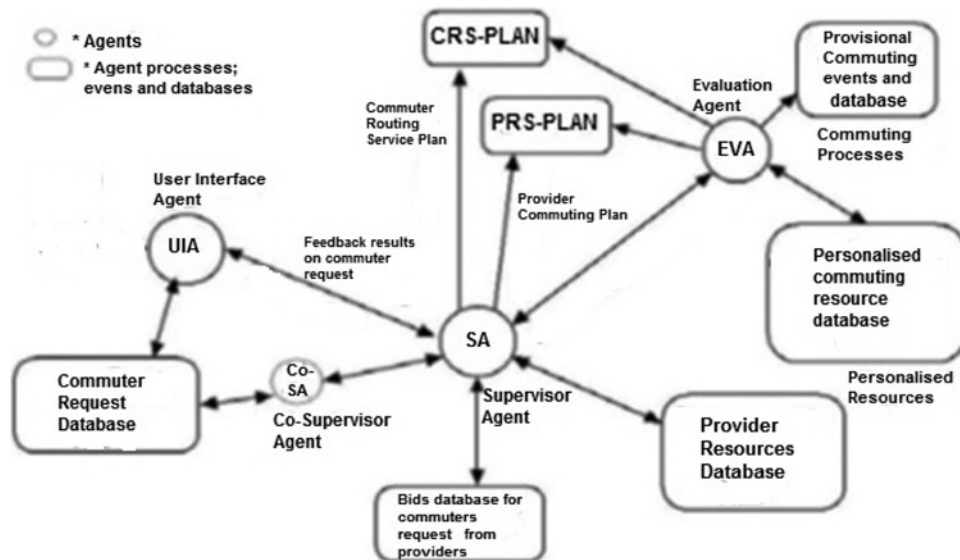 * Agents
* Agent processes;
evens and databases
CRS-PLAN
Commuter
Routing
Service Plan
PRS-PLAN
Provider
Commuting Plan
Evaluation
Agent
EVA
Provisional
Commuting
events and
database
Commuting
Processes
User Interface
Agent
UIA
Feedback results
on commuter
request
Personalised
commuting
resource
database
Personalised
Resources
SA
Supervisor
Agent
Co-
SA
Co-Supervisor
Agent
Commuter
Request
Database
Provider
Resources
Database
Bids database for
commuters
request from
providers